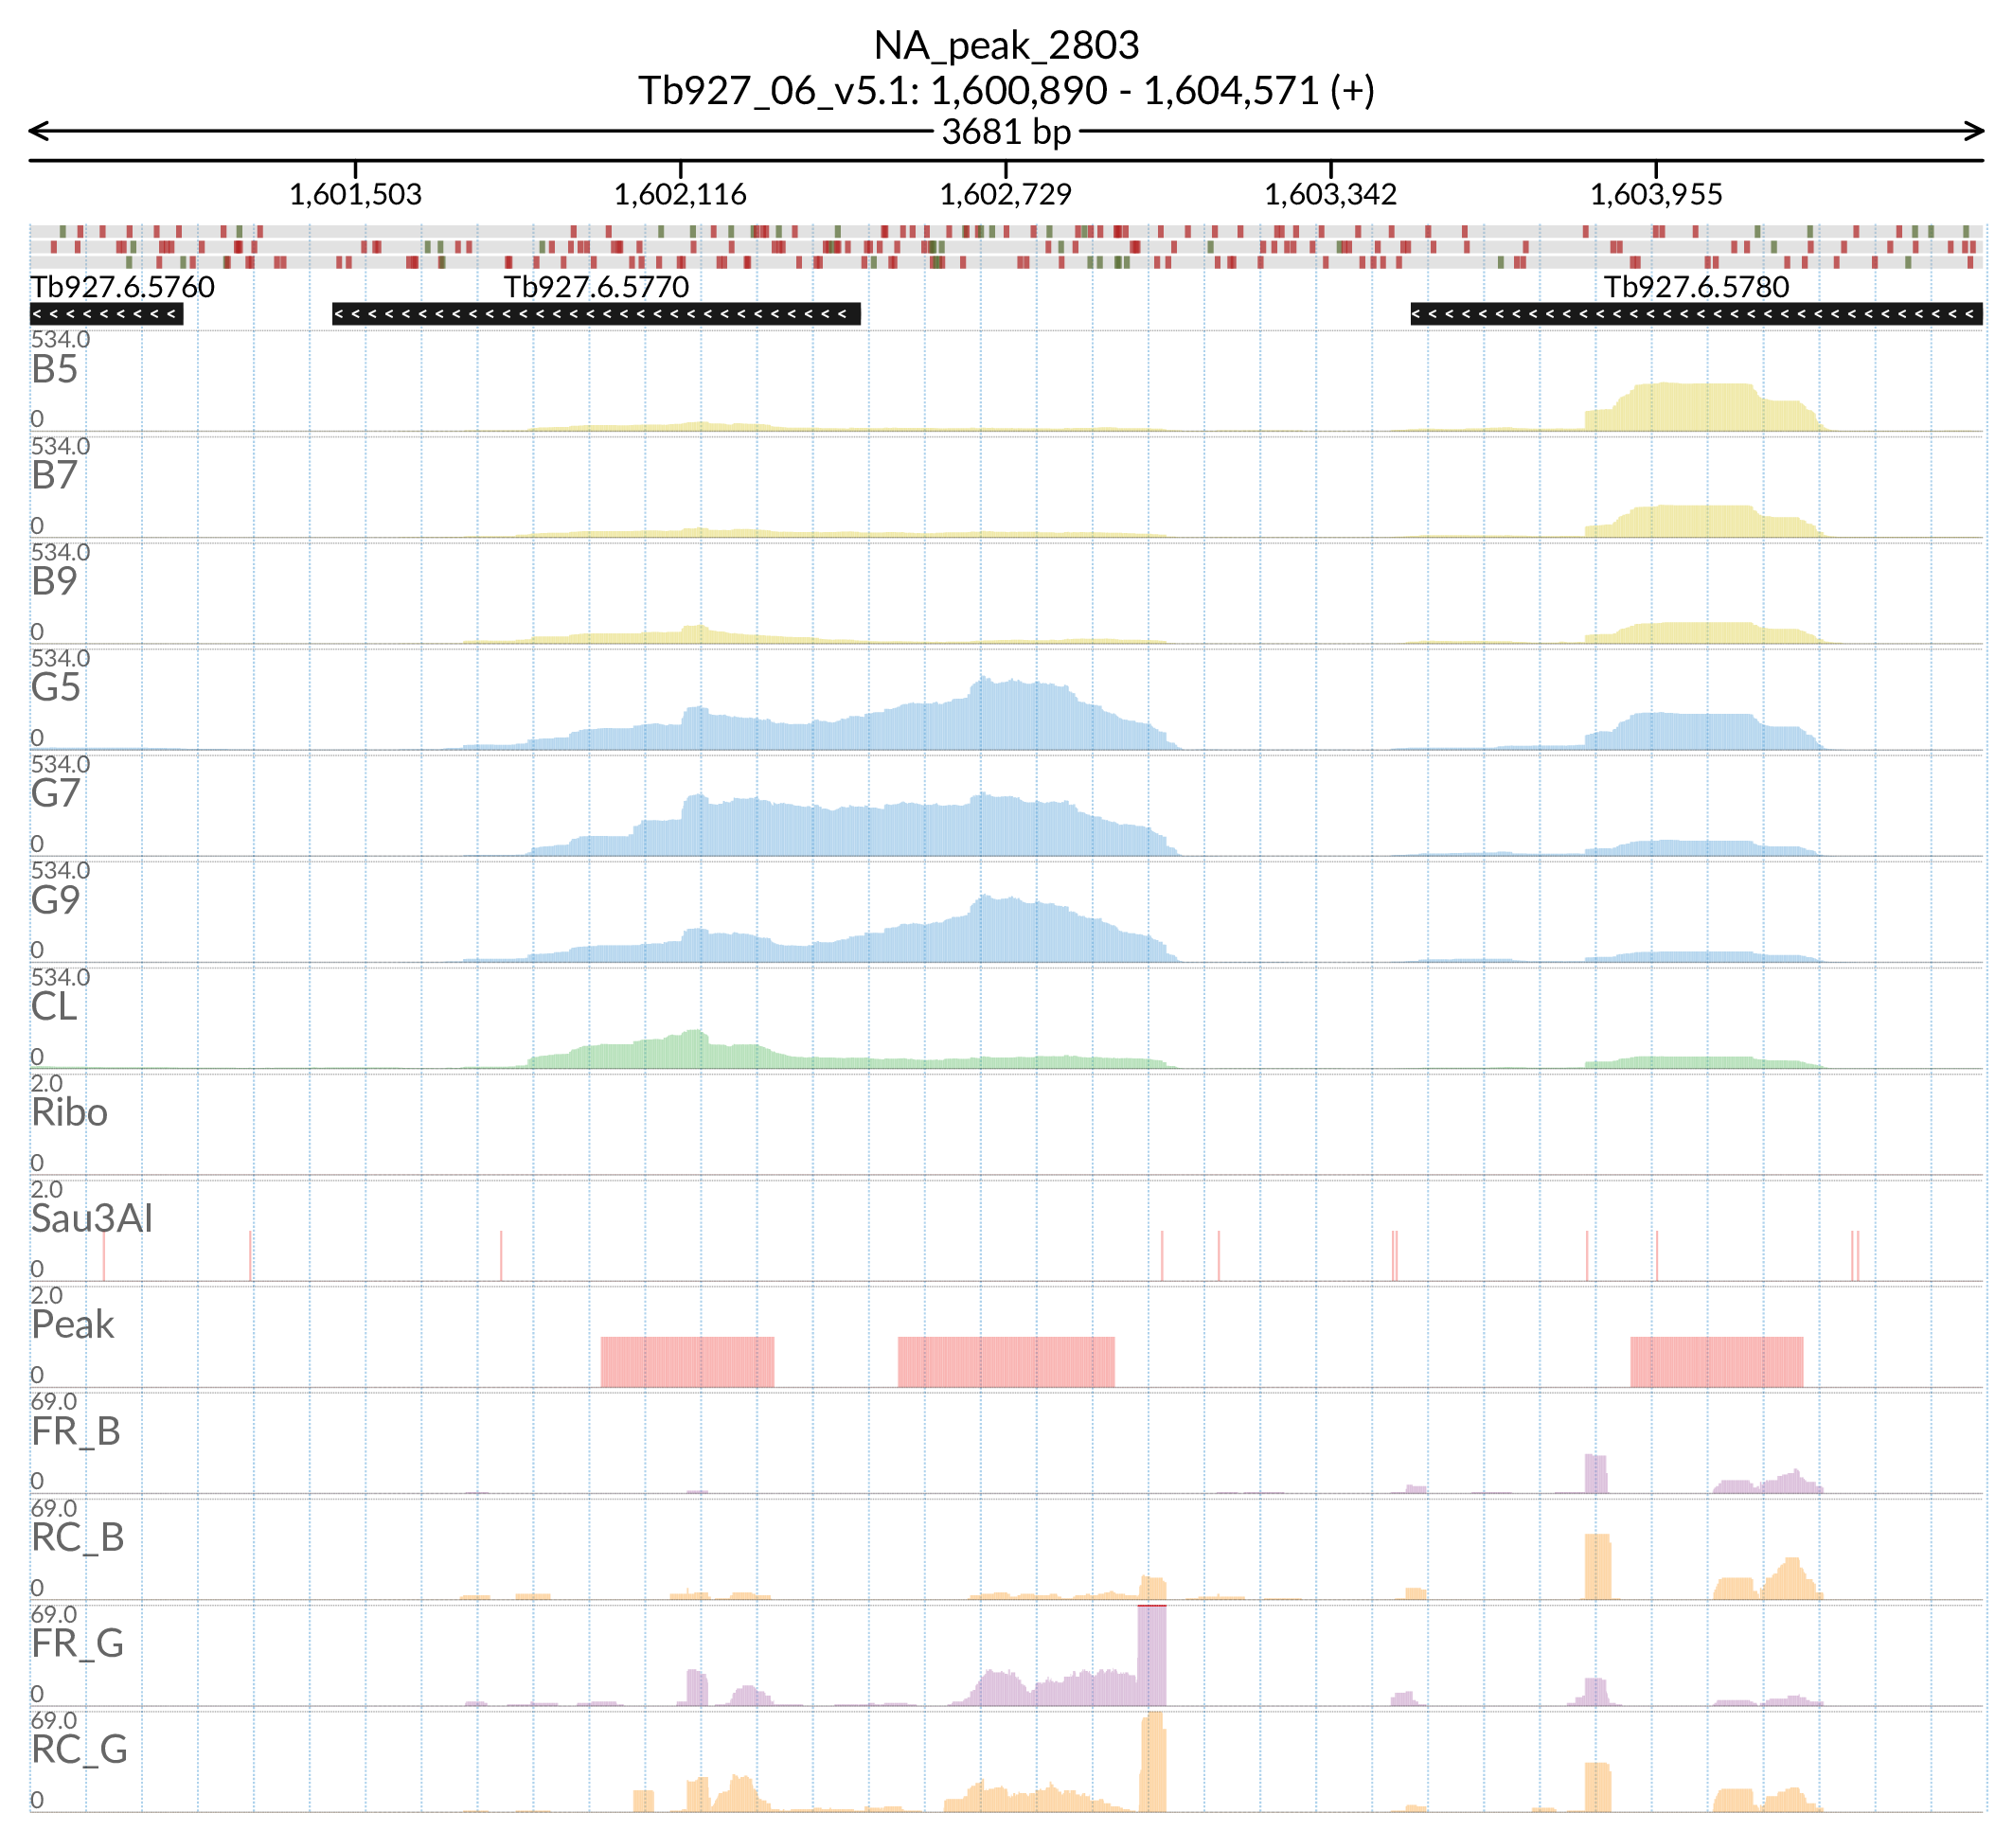 NA_peak_2803
Tb927_06_v5.1: 1,600,890 - 1,604,571 (+)
3681 bp
1,601,503 1,602,116 1,602,729 1,603,342 1,603,955
Tb927.6.5760 Tb927.6.5770 Tb927.6.5780
534.0
B5
0
534.0
B7
0
534.0
B9
0
534.0
G5
0
534.0
G7
0
534.0
G9
0
534.0
CL
0
2.0
Ribo
0
2.0
Sau3AI
0
2.0
Peak
0
69.0
FR_B
0
69.0
RC_B
0
69.0
FR_G
0
69.0
RC_G
0